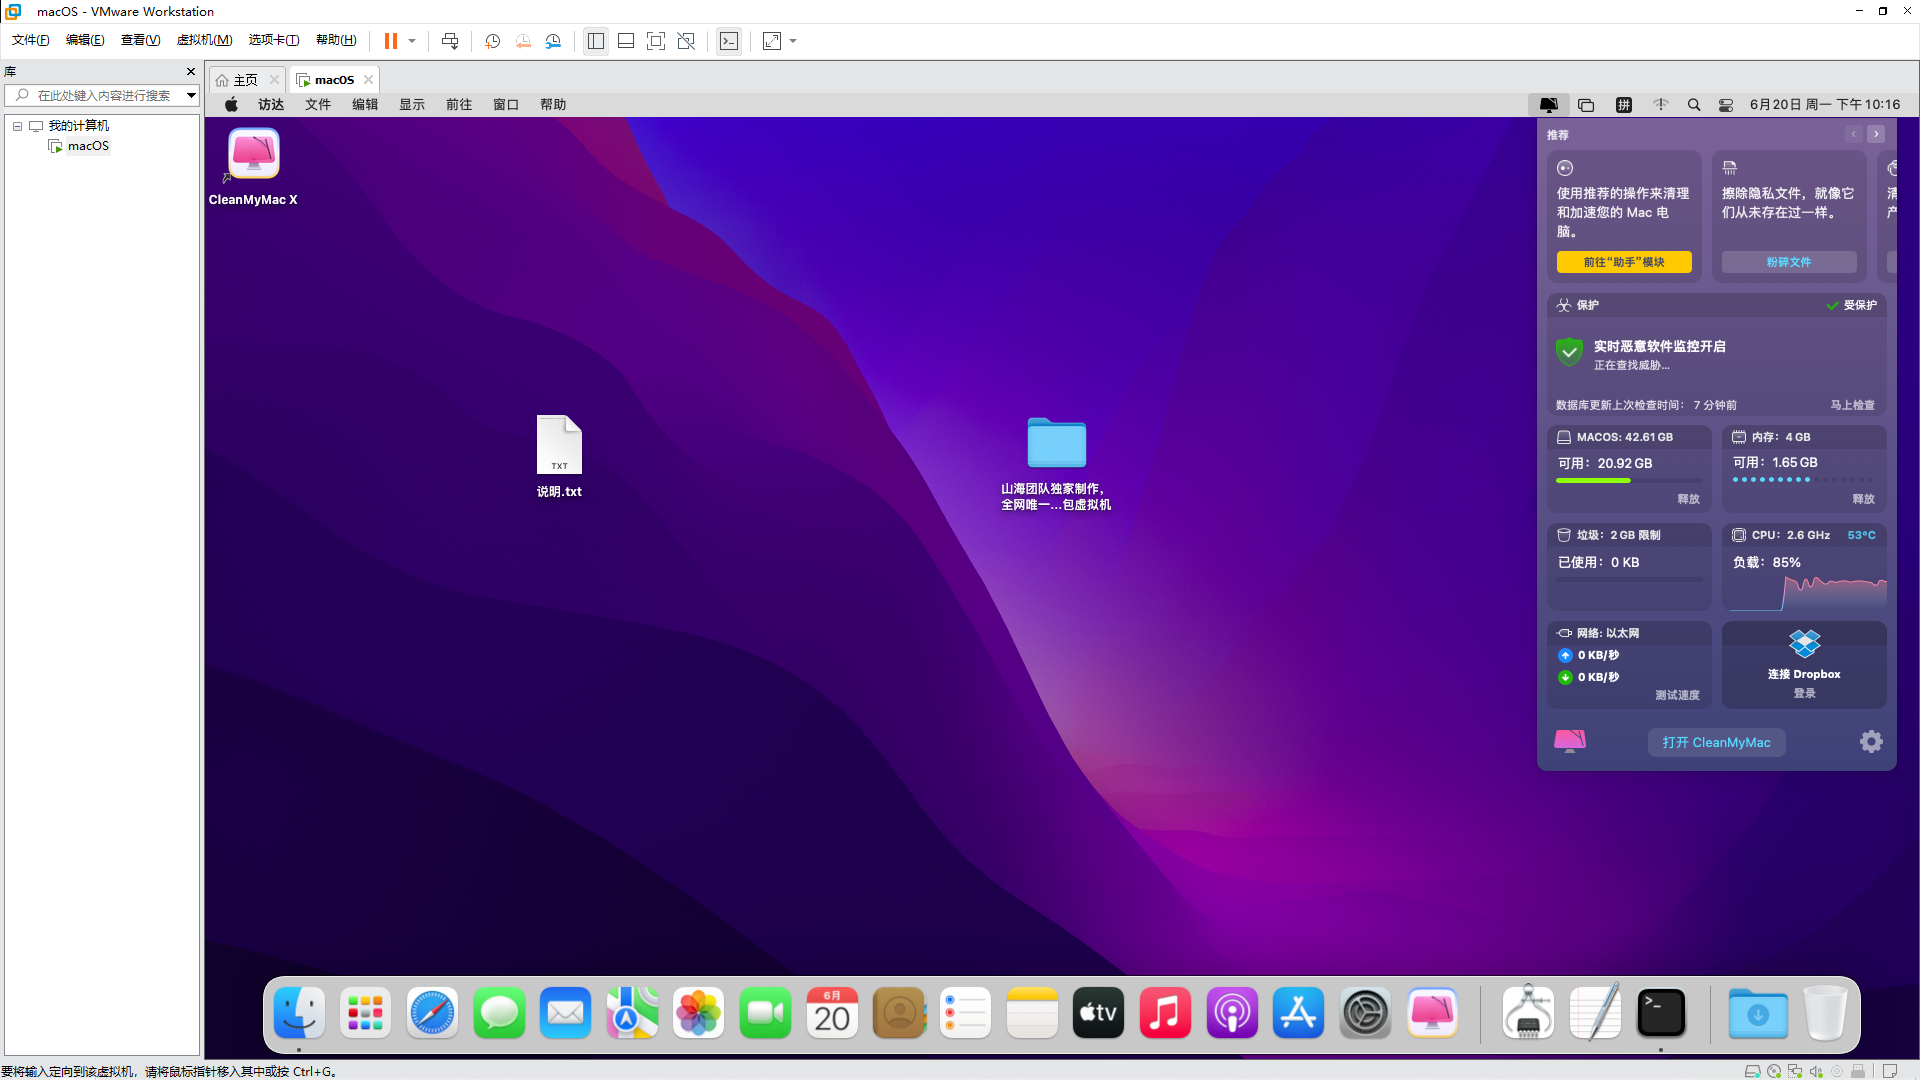 macOS - VMware Workstation
文件(F) 编辑(E) 查看(V) 虚拟机(M) 选项卡(T) 帮助(H)
库
在此处键入内容进行搜索
我的计算机
macOS
主页
macOS
访达 文件 编辑 显示 前往 窗口 帮助
拼
6月20日 周一 下午10:16
CleanMyMac X
TXT
说明.txt
山海团队独家制作，
全网唯一...包虚拟机
推荐
使用推荐的操作来清理
和加速您的 Mac 电
脑。
前往“助手”模块
擦除隐私文件，就像它
们从未存在过一样。
粉碎文件
清
产
保护
受保护
实时恶意软件监控开启
正在查找威胁...
数据库更新上次检查时间： 7 分钟前
马上检查
MACOS: 42.61 GB
可用：20.92 GB
释放
内存：4 GB
可用：1.65 GB
释放
垃圾：2 GB 限制
已使用：0 KB
CPU：2.6 GHz 53°C
负载：85%
网络: 以太网
0 KB/秒
0 KB/秒
测试速度
连接 Dropbox
登录
打开 CleanMyMac
6月
20
tv
>_
要将输入定向到该虚拟机，请将鼠标指针移入其中或按 Ctrl+G。